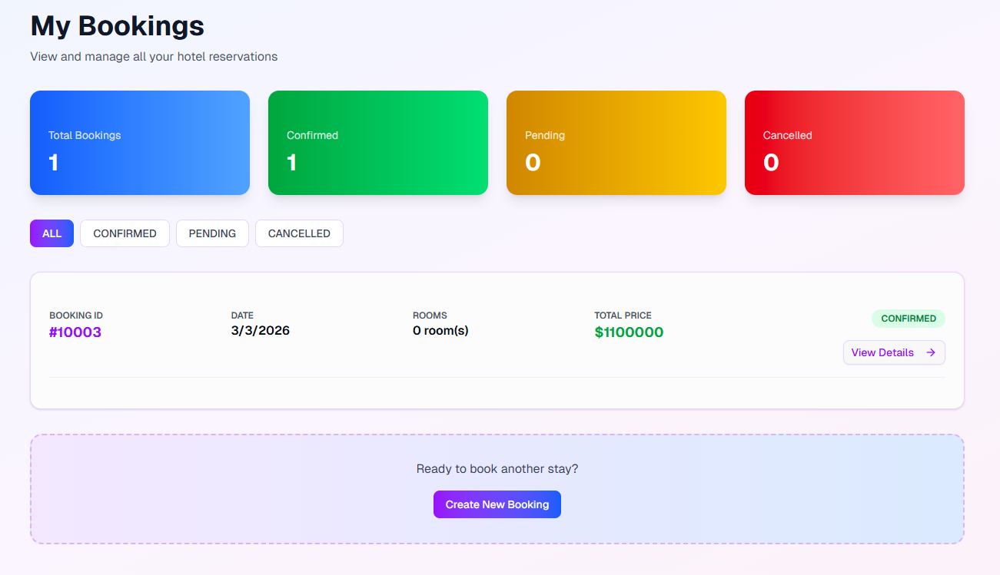 My Bookings
View and manage all your hotel reservations
Total Bookings
1
Confirmed
1
Pending
0
Cancelled
0
ALL
CONFIRMED
PENDING
CANCELLED
BOOKING ID
#10003
DATE
3/3/2026
ROOMS
0 room(s)
TOTAL PRICE
$1100000
CONFIRMED
View Details
Ready to book another stay?
Create New Booking